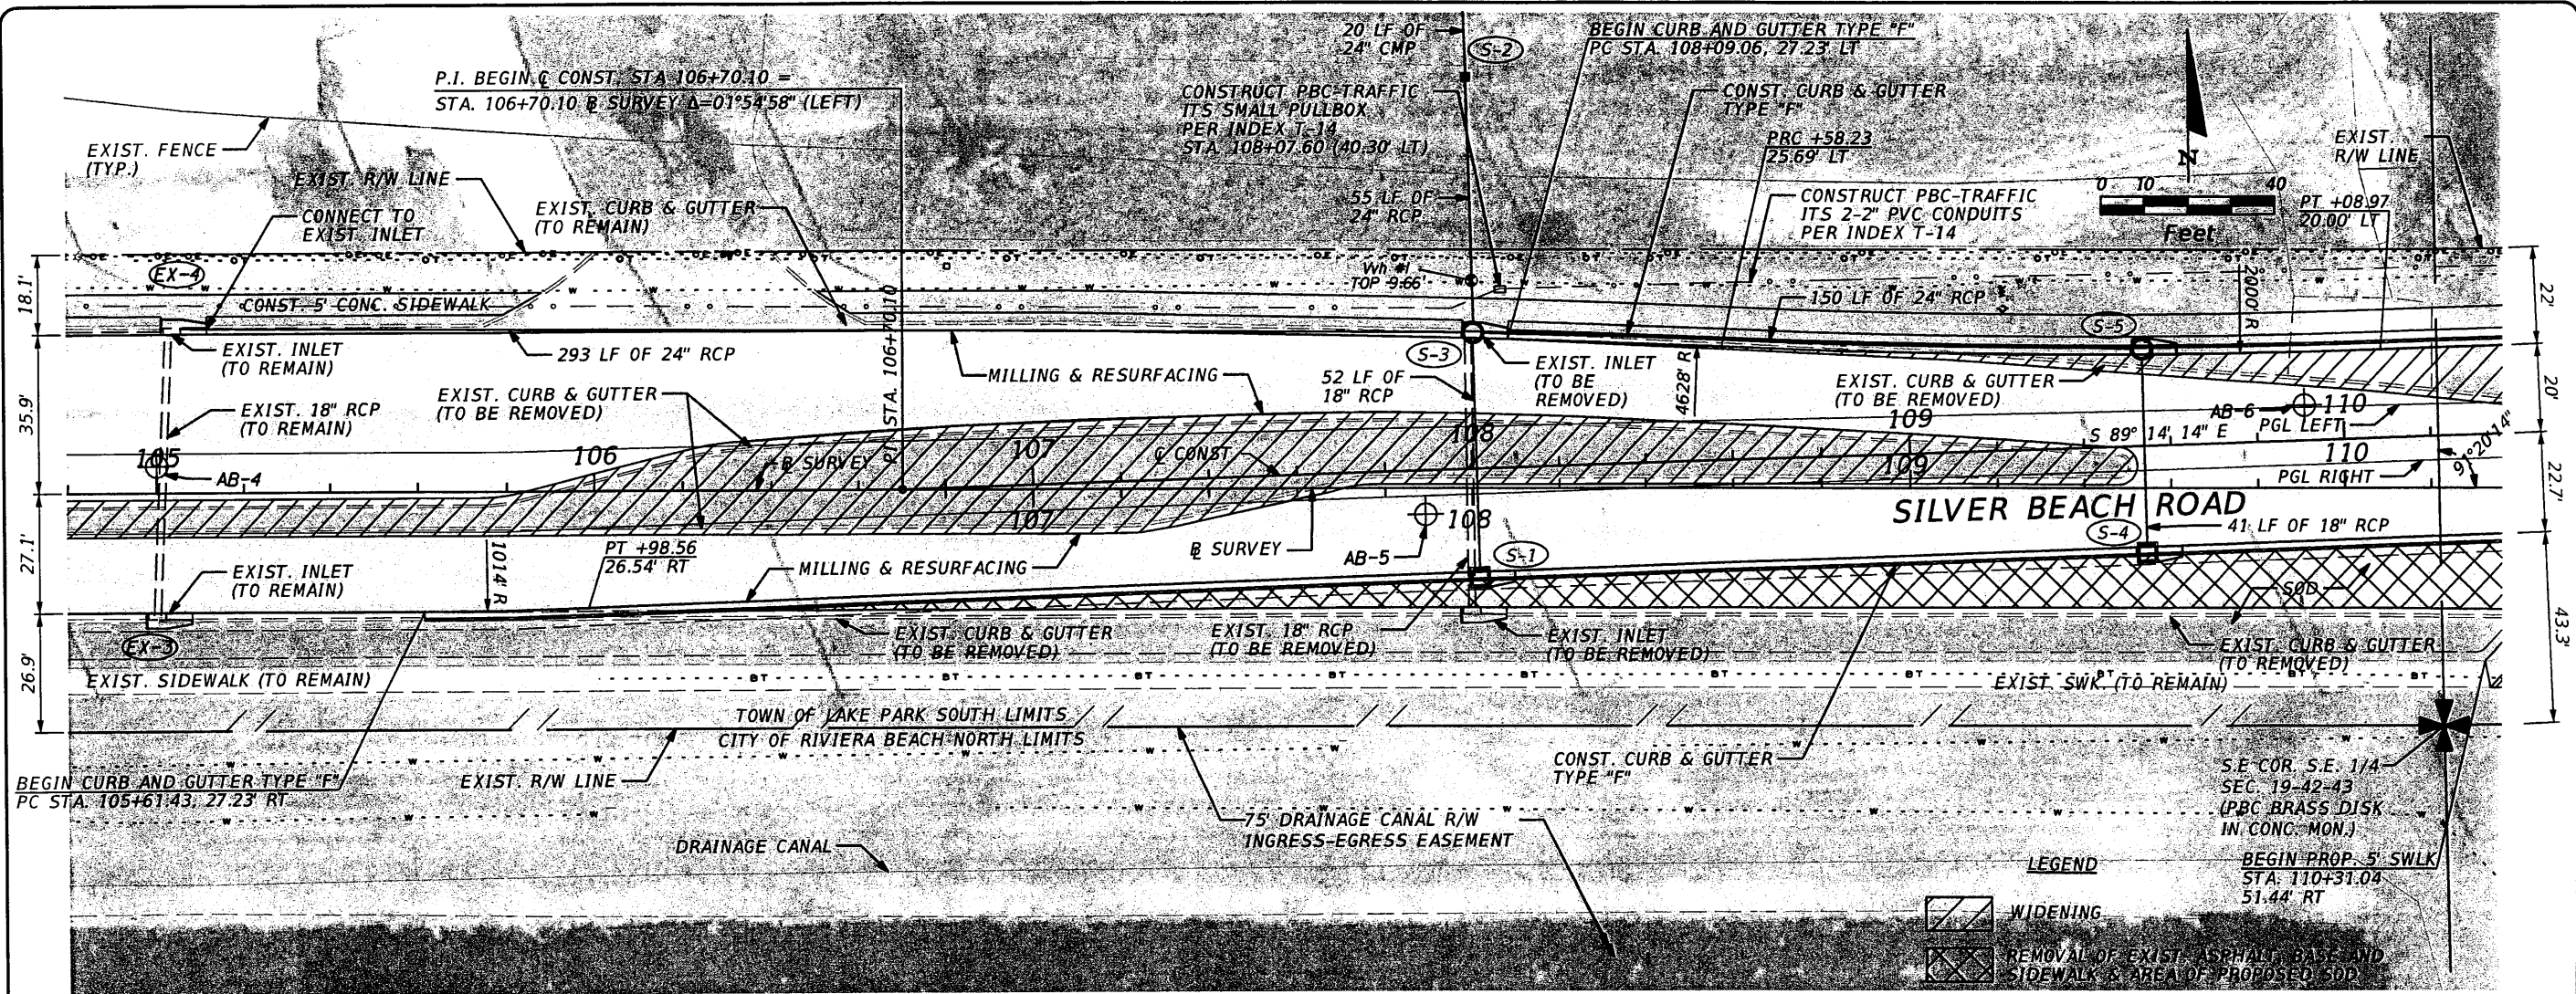 20 LF OF
24" CMP
S-2
BEGIN CURB AND GUTTER TYPE "F"
PC STA. 108+09.06, 27.23' LT
P.I. BEGIN ℄ CONST. STA 106+70.10 =
STA. 106+70.10 ⅊ SURVEY Δ=01°54'58" (LEFT)
CONSTRUCT PBC-TRAFFIC
ITS SMALL PULLBOX
PER INDEX T-14
STA. 108+07.60 (40.30' LT)
CONST. CURB & GUTTER
TYPE "F"
PRC +58.23
25.69' LT
EXIST.
R/W LINE
N
0 10 40
Feet
PT +08.97
20.00' LT
EXIST. FENCE
(TYP.)
EXIST. R/W LINE
CONNECT TO
EXIST. INLET
EXIST. CURB & GUTTER
(TO REMAIN)
55 LF OF
24" RCP
CONSTRUCT PBC-TRAFFIC
ITS 2-2" PVC CONDUITS
PER INDEX T-14
EX-4
Wh #1
TOP 9.66'
CONST. 5' CONC. SIDEWALK
150 LF OF 24" RCP
2000' R
18.1'
22'
EXIST. INLET
(TO REMAIN)
293 LF OF 24" RCP
P.I. STA. 106+70.10
S-3
S-5
EXIST. INLET
(TO BE
REMOVED)
MILLING & RESURFACING
52 LF OF
18" RCP
4628' R
EXIST. CURB & GUTTER
(TO BE REMOVED)
EXIST. CURB & GUTTER
(TO BE REMOVED)
35.9'
20'
EXIST. 18" RCP
(TO REMAIN)
AB-6
110
PGL LEFT
109
108
S 89° 14' 14" E
105
106
107
AB-4
SURVEY
℄ CONST
109
110
PGL RIGHT
91°20'14"
22.7'
SILVER BEACH ROAD
107
108
27.1'
1014' R
PT +98.56
26.54' RT
SURVEY
AB-5
S-1
S-4
41 LF OF 18" RCP
MILLING & RESURFACING
EXIST. INLET
(TO REMAIN)
SOD
EX-3
EXIST. CURB & GUTTER
(TO BE REMOVED)
EXIST. 18" RCP
(TO BE REMOVED)
EXIST. INLET
(TO BE REMOVED)
EXIST. CURB & GUTTER
(TO REMOVED)
43.3'
26.9'
EXIST. SIDEWALK (TO REMAIN)
EXIST. SWK. (TO REMAIN)
TOWN OF LAKE PARK SOUTH LIMITS
CITY OF RIVIERA BEACH NORTH LIMITS
BEGIN CURB AND GUTTER TYPE "F"
PC STA. 105+61.43, 27.23' RT
EXIST. R/W LINE
CONST. CURB & GUTTER
TYPE "F"
S.E COR. S.E. 1/4
SEC. 19-42-43
(PBC BRASS DISK
IN CONC. MON.)
75' DRAINAGE CANAL R/W
INGRESS-EGRESS EASEMENT
DRAINAGE CANAL
BEGIN PROP. 5' SWLK
STA. 110+31.04
51.44' RT
LEGEND
WIDENING
REMOVAL OF EXIST. ASPHALT, BASE AND
SIDEWALK & AREA OF PROPOSED SOD